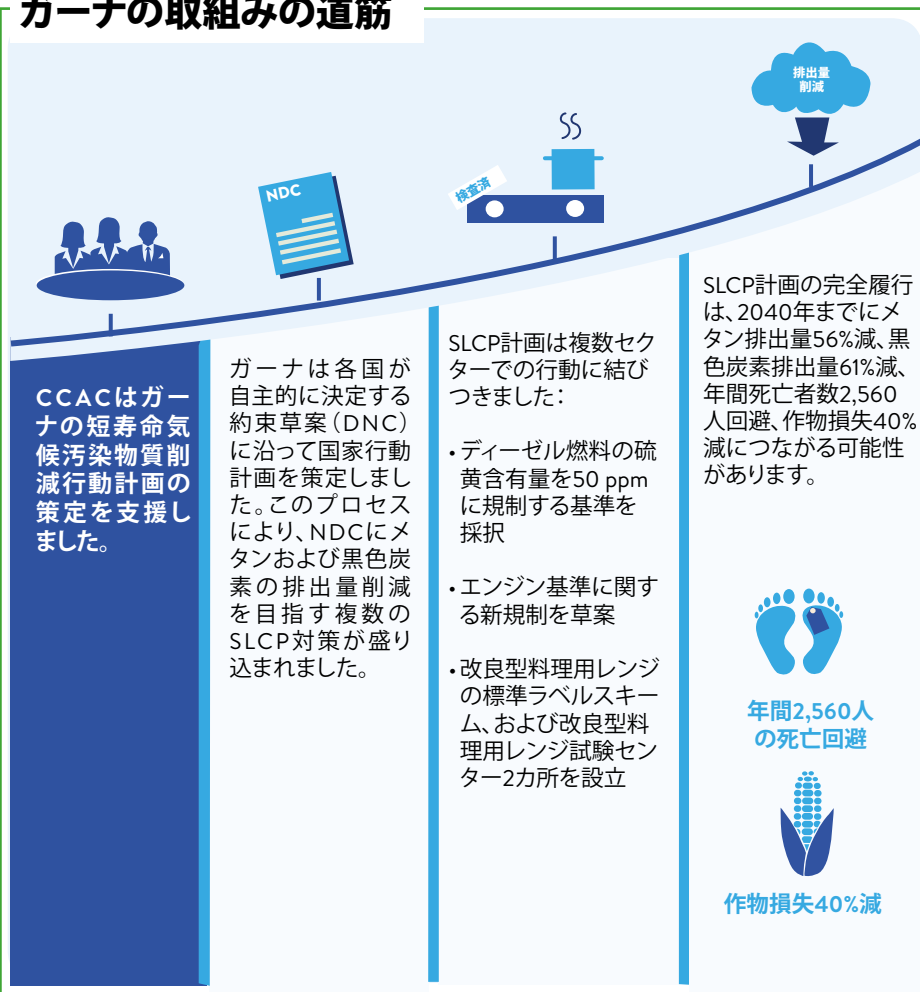 ガーナの取組みの道筋
排出量
削減
検査済
NDC
CCACはガー
ナの短寿命気
候汚染物質削
減行動計画の
策定を支援し
ました。
ガーナは各国が
自主的に決定する
約束草案（DNC）
に沿って国家行動
計画を策定しまし
た。このプロセス
により、NDCにメ
タンおよび黒色炭
素の排出量削減
を目指す複数の
SLCP対策が盛り
込まれました。
SLCP計画は複数セク
ターでの行動に結び
つきました：
・ディーゼル燃料の硫
黄含有量を50 ppm
に規制する基準を
採択
・エンジン基準に関す
る新規制を草案
・改良型料理用レンジ
の標準ラベルスキー
ム、および改良型料
理用レンジ試験セン
ター2カ所を設立
SLCP計画の完全履行
は、2040年までにメ
タン排出量56%減、黒
色炭素排出量61%減、
年間死亡者数2,560
人回避、作物損失40%
減につながる可能性
があります。
年間2,560人
の死亡回避
作物損失40%減